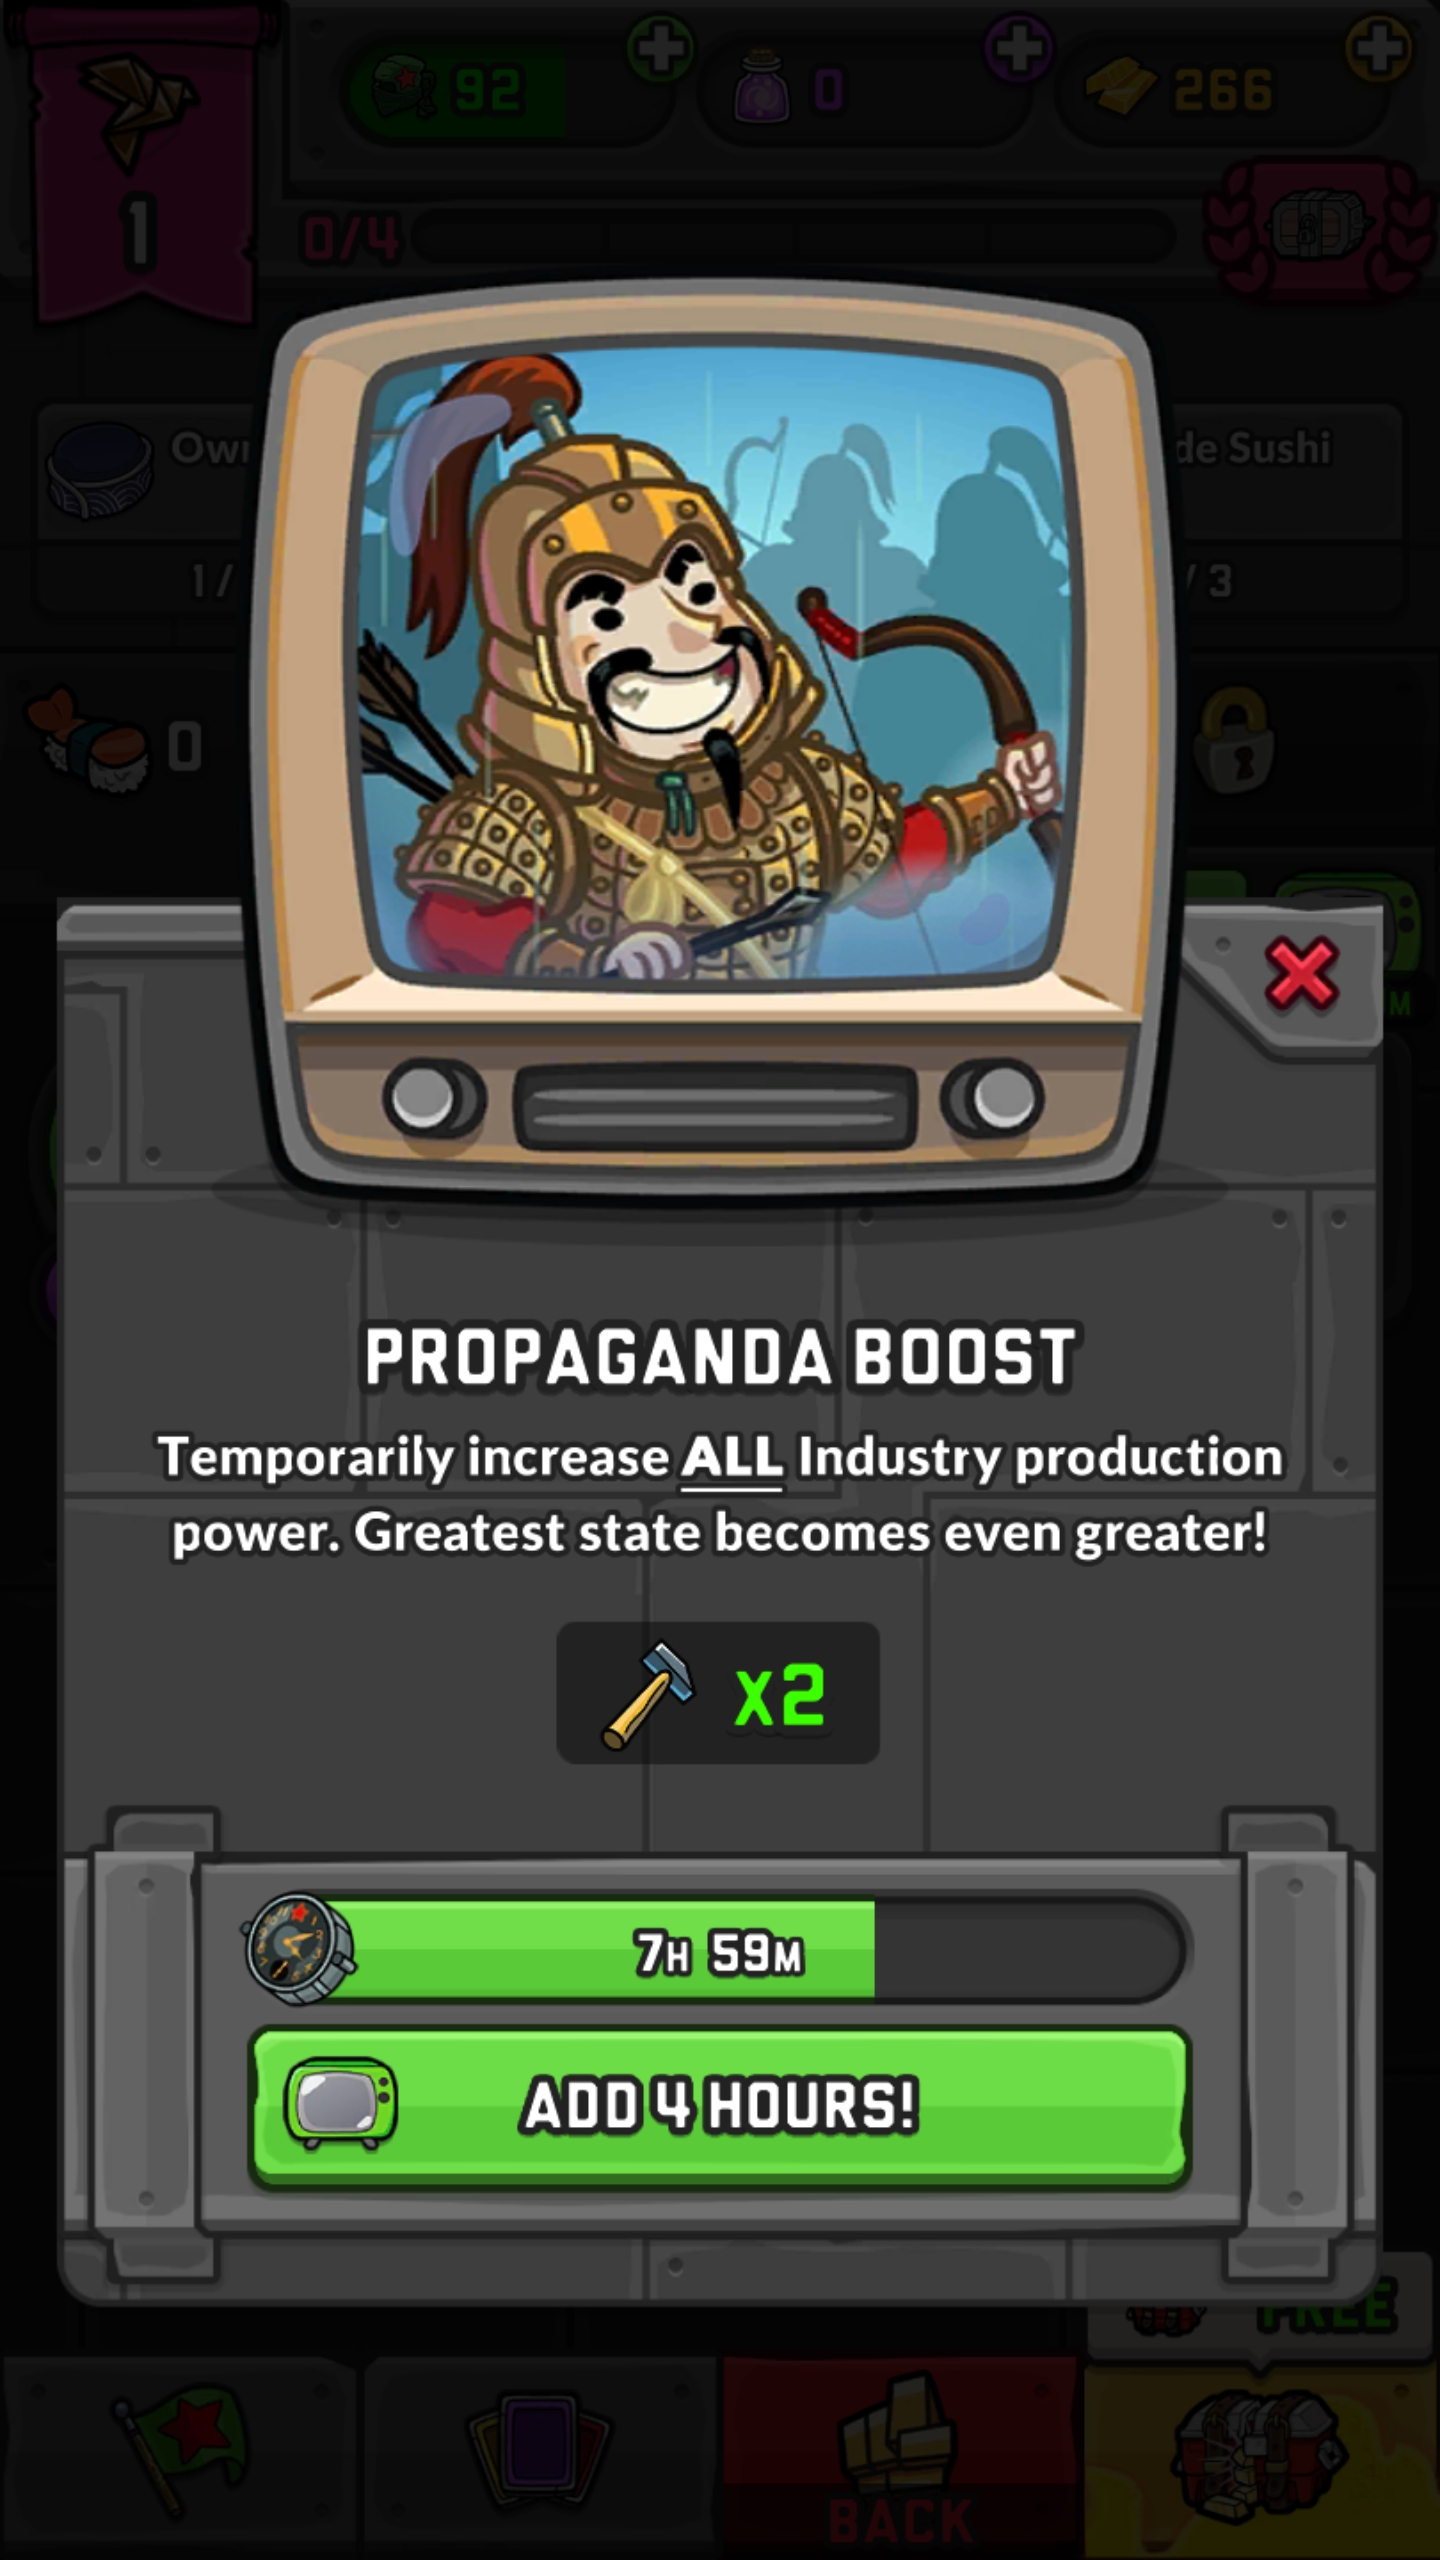 92
0
266
1
0/4
Own
de Sushi
1/
/3
0
M
PROPAGANDA BOOST
Temporarily increase ALL Industry production
power. Greatest state becomes even greater!
X2
7H 59M
ADD 4 HOURS!
FREE
BACK